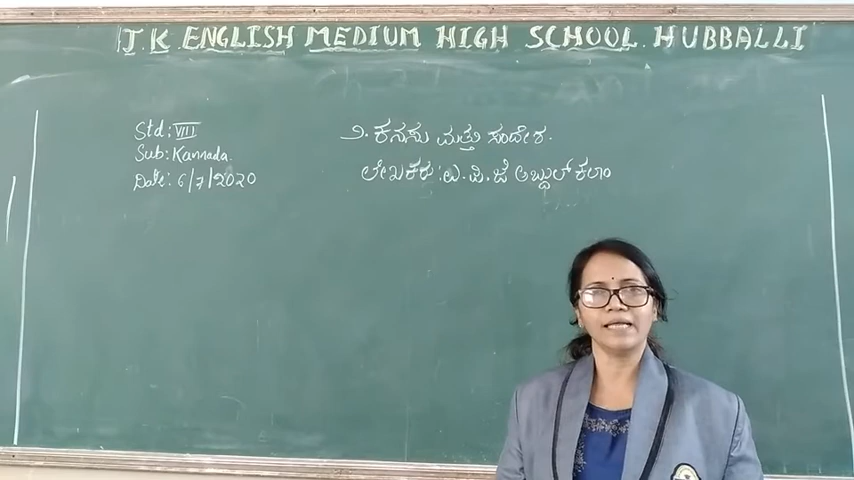 J.K. ENGLISH MEDIUM HIGH SCHOOL. HUBBALLI
Std: VIII
Sub: Kannada.
Date: 6/7/2020
೨. ಕನಸು ಮತ್ತು ಸಂದೇಶ.
ಲೇಖಕರು: ಎ.ಪಿ.ಜೆ ಅಬ್ದುಲ್ ಕಲಾಂ